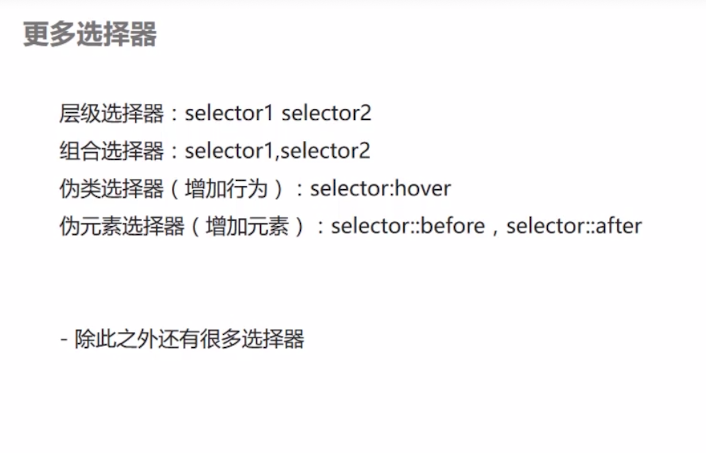 更多选择器
层级选择器：selector1 selector2
组合选择器：selector1,selector2
伪类选择器（增加行为）：selector:hover
伪元素选择器（增加元素）：selector::before，selector::after
- 除此之外还有很多选择器